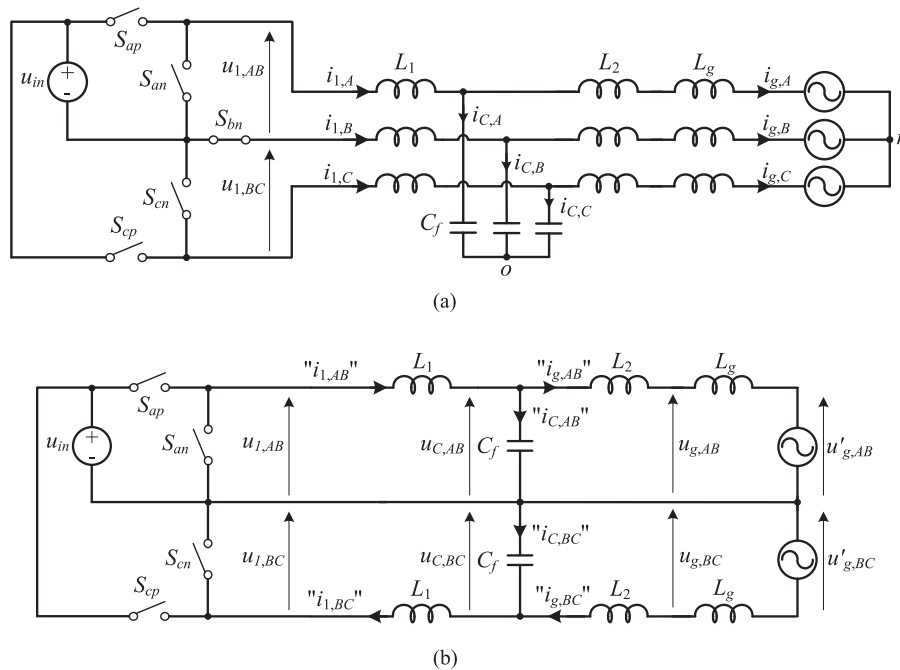 S_ap
u_in
+
-
S_an
u_1,AB
S_bn
i_1,A
L_1
L_2
L_g
i_g,A
i_C,A
i_1,B
i_g,B
i_C,B
u_1,BC
S_cn
i_1,C
i_g,C
i_C,C
C_f
S_cp
o
(a)
"i_1,AB"
L_1
"i_g,AB"
L_2
L_g
S_ap
u_in
+
-
S_an
u_1,AB
u_C,AB
C_f
"i_C,AB"
u_g,AB
u'_g,AB
S_cn
u_1,BC
u_C,BC
C_f
"i_C,BC"
u_g,BC
u'_g,BC
S_cp
"i_1,BC"
L_1
"i_g,BC"
L_2
L_g
(b)